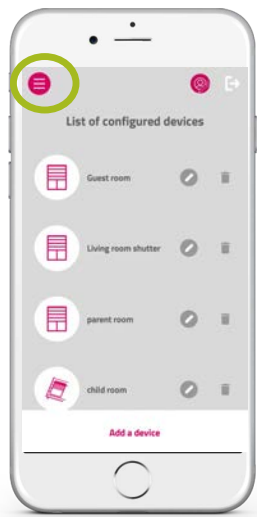 List of configured devices
Guest room
Living room shutter
parent room
child room
Add a device